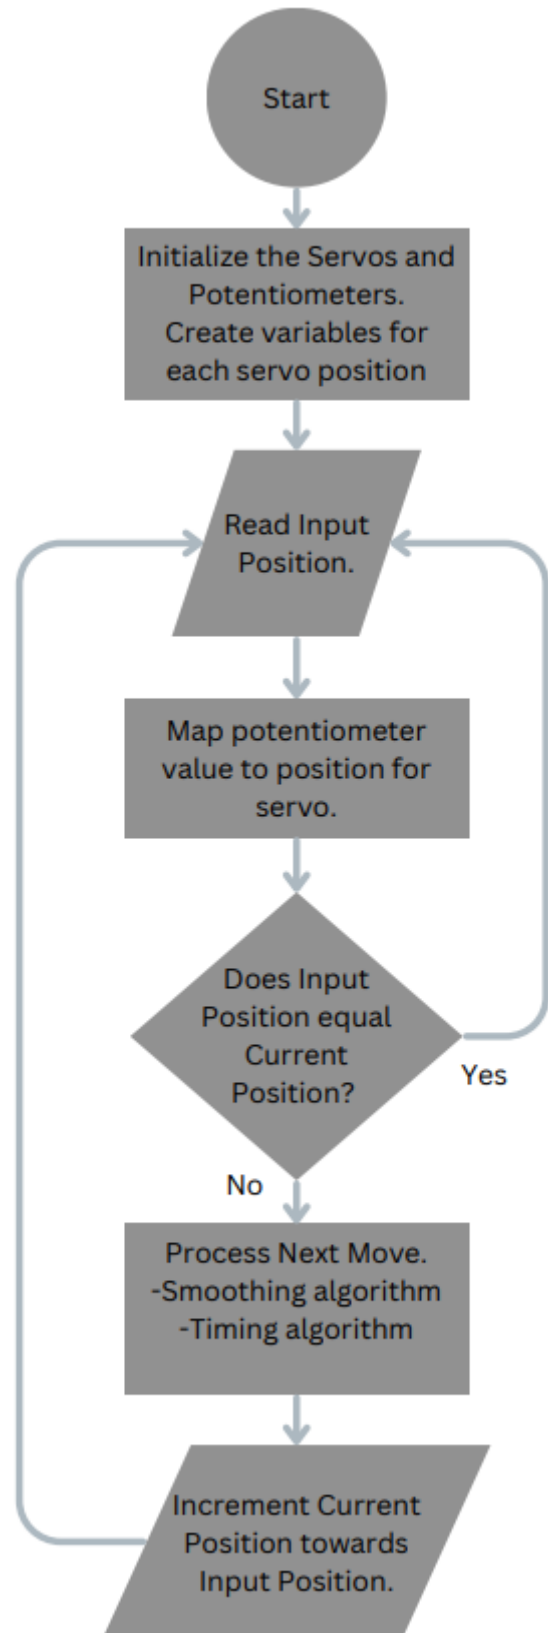 Start
Initialize the Servos and
Potentiometers.
Create variables for
each servo position
Read Input
Position.
Map potentiometer
value to position for
servo.
Does Input
Position equal
Current
Position?
Yes
No
Process Next Move.
-Smoothing algorithm
-Timing algorithm
Increment Current
Position towards
Input Position.